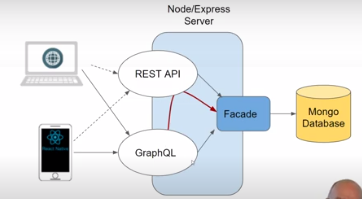 Node/Express
Server
REST API
Facade
Mongo
Database
GraphQL
React Native